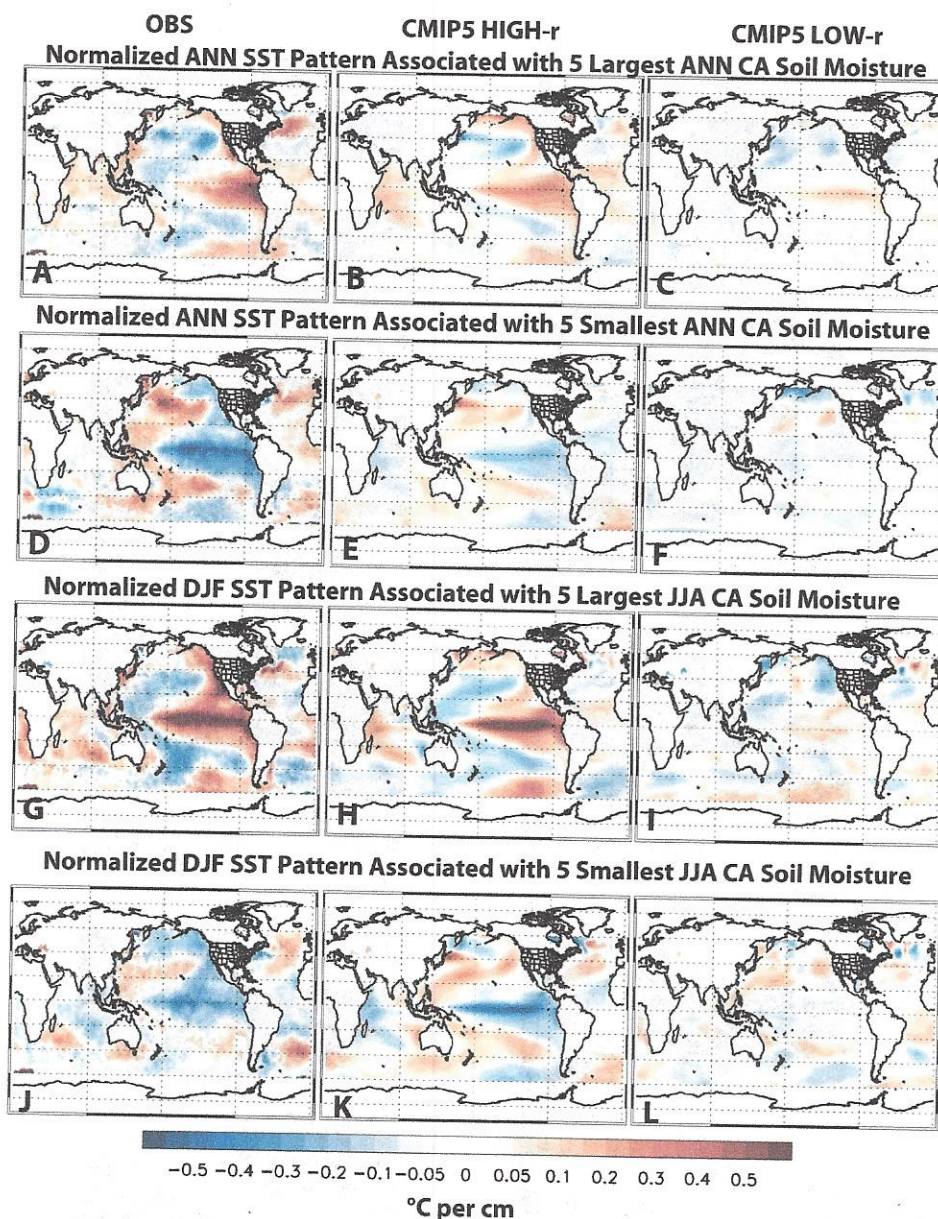 OBS CMIP5 HIGH-r CMIP5 LOW-r
Normalized ANN SST Pattern Associated with 5 Largest ANN CA Soil Moisture
A B C
Normalized ANN SST Pattern Associated with 5 Smallest ANN CA Soil Moisture
D E F
Normalized DJF SST Pattern Associated with 5 Largest JJA CA Soil Moisture
G H I
Normalized DJF SST Pattern Associated with 5 Smallest JJA CA Soil Moisture
J K L
−0.5 −0.4 −0.3 −0.2 −0.1 −0.05 0 0.05 0.1 0.2 0.3 0.4 0.5
°C per cm